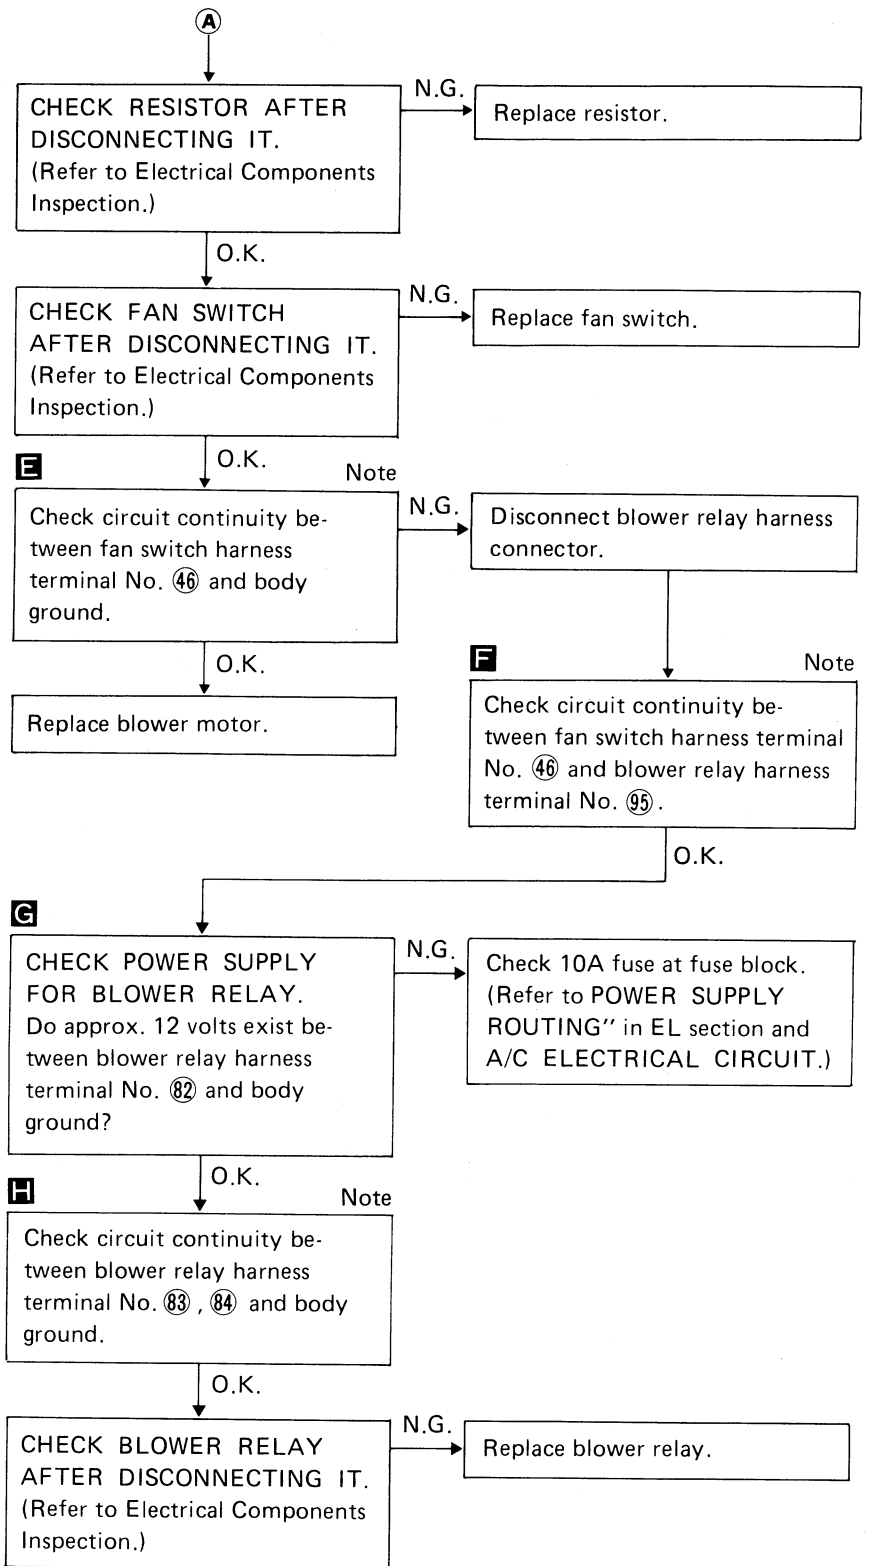 A
CHECK RESISTOR AFTER
DISCONNECTING IT.
(Refer to Electrical Components
Inspection.)
N.G.
Replace resistor.
O.K.
CHECK FAN SWITCH
AFTER DISCONNECTING IT.
(Refer to Electrical Components
Inspection.)
N.G.
Replace fan switch.
O.K.
E
Note
Check circuit continuity be-
tween fan switch harness
terminal No. 46 and body
ground.
N.G.
Disconnect blower relay harness
connector.
O.K.
Replace blower motor.
F
Note
Check circuit continuity be-
tween fan switch harness terminal
No. 46 and blower relay harness
terminal No. 95.
O.K.
G
CHECK POWER SUPPLY
FOR BLOWER RELAY.
Do approx. 12 volts exist be-
tween blower relay harness
terminal No. 82 and body
ground?
N.G.
Check 10A fuse at fuse block.
(Refer to POWER SUPPLY
ROUTING" in EL section and
A/C ELECTRICAL CIRCUIT.)
O.K.
H
Note
Check circuit continuity be-
tween blower relay harness
terminal No. 83, 84 and body
ground.
O.K.
CHECK BLOWER RELAY
AFTER DISCONNECTING IT.
(Refer to Electrical Components
Inspection.)
N.G.
Replace blower relay.